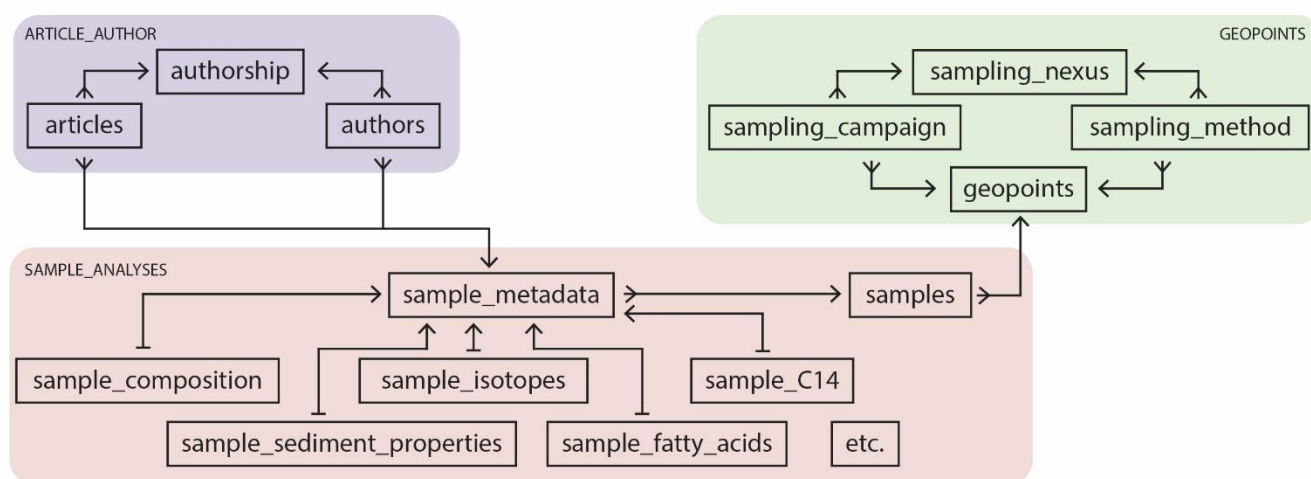 ARTICLE_AUTHOR
authorship
articles
authors
GEOPOINTS
sampling_nexus
sampling_campaign
sampling_method
geopoints
SAMPLE_ANALYSES
sample_metadata
samples
sample_composition
sample_isotopes
sample_C14
sample_sediment_properties
sample_fatty_acids
etc.